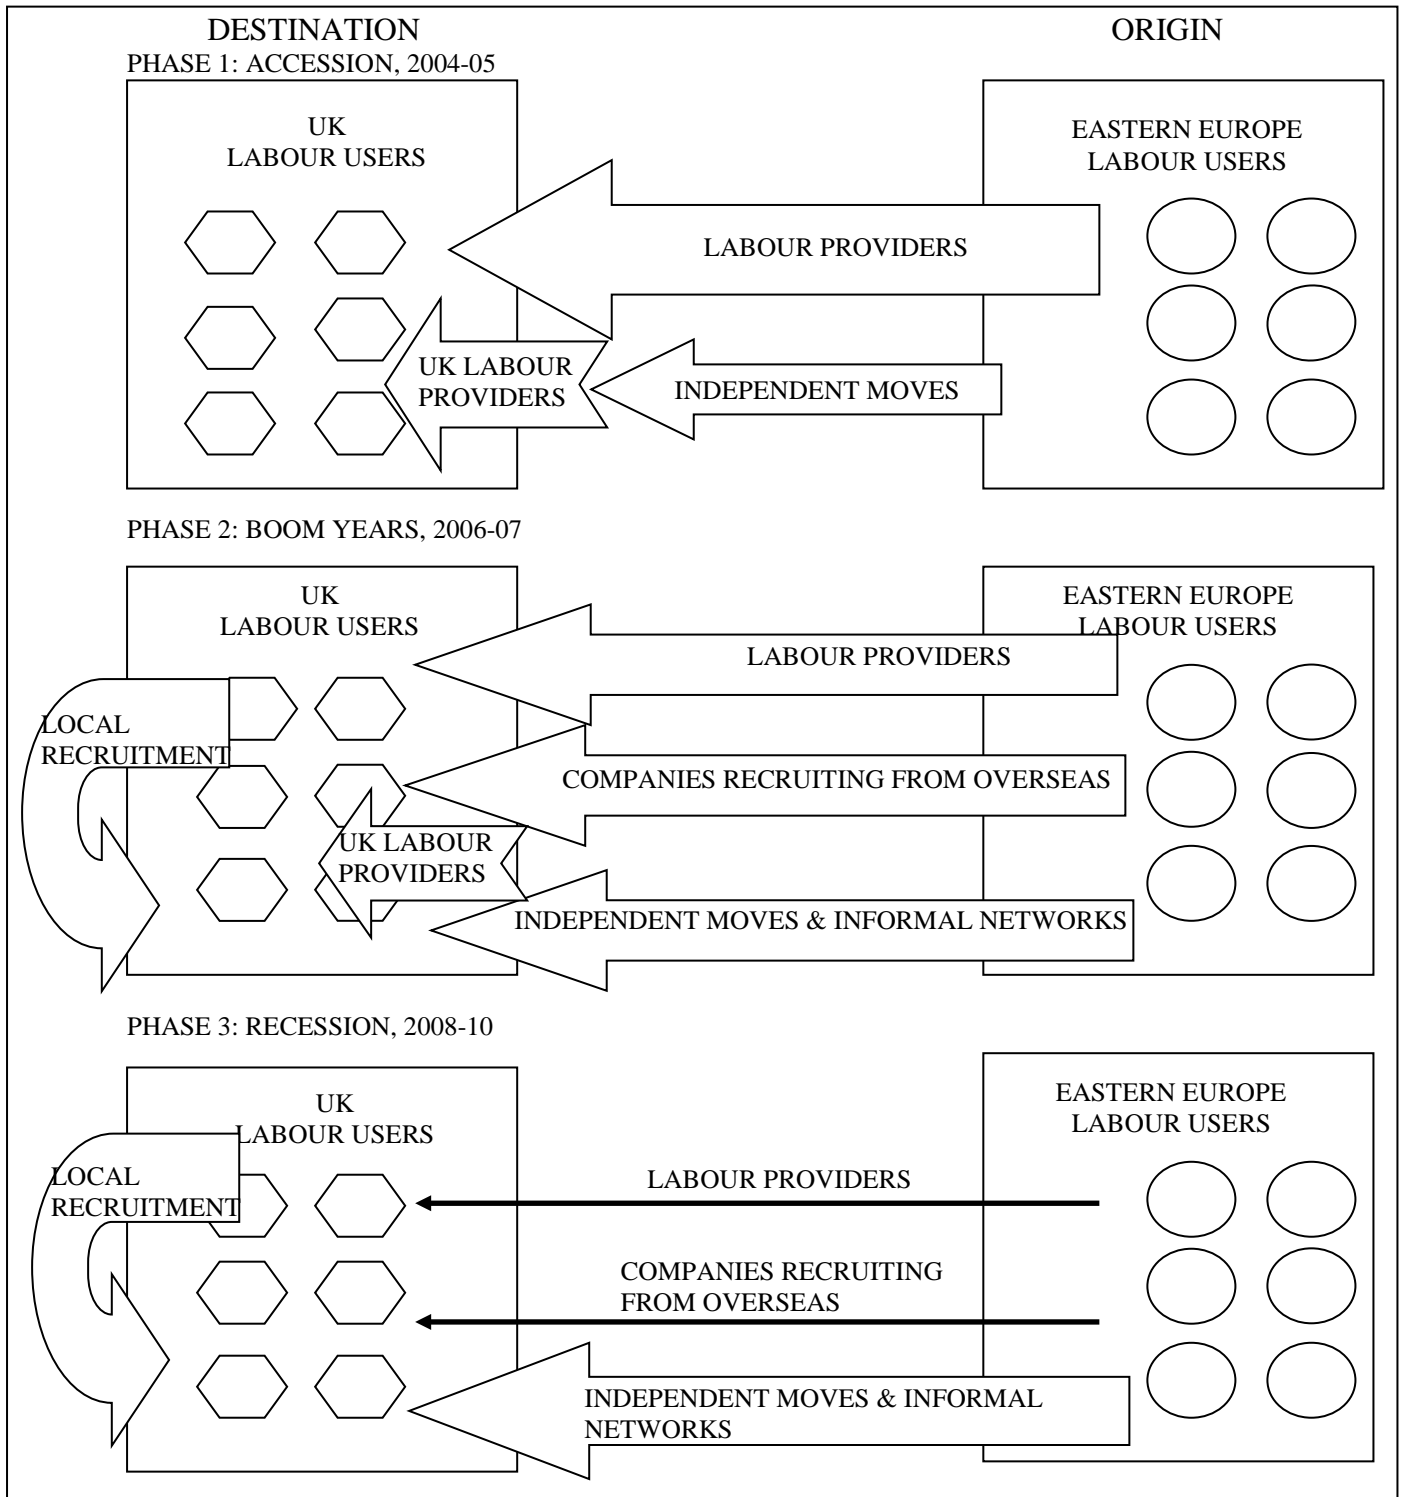 DESTINATION
ORIGIN
PHASE 1: ACCESSION, 2004-05
UK
LABOUR USERS
EASTERN EUROPE
LABOUR USERS
LABOUR PROVIDERS
UK LABOUR
PROVIDERS
INDEPENDENT MOVES
PHASE 2: BOOM YEARS, 2006-07
UK
LABOUR USERS
EASTERN EUROPE
LABOUR USERS
LABOUR PROVIDERS
LOCAL
RECRUITMENT
COMPANIES RECRUITING FROM OVERSEAS
UK LABOUR
PROVIDERS
INDEPENDENT MOVES & INFORMAL NETWORKS
PHASE 3: RECESSION, 2008-10
UK
LABOUR USERS
EASTERN EUROPE
LABOUR USERS
LOCAL
RECRUITMENT
LABOUR PROVIDERS
COMPANIES RECRUITING
FROM OVERSEAS
INDEPENDENT MOVES & INFORMAL
NETWORKS